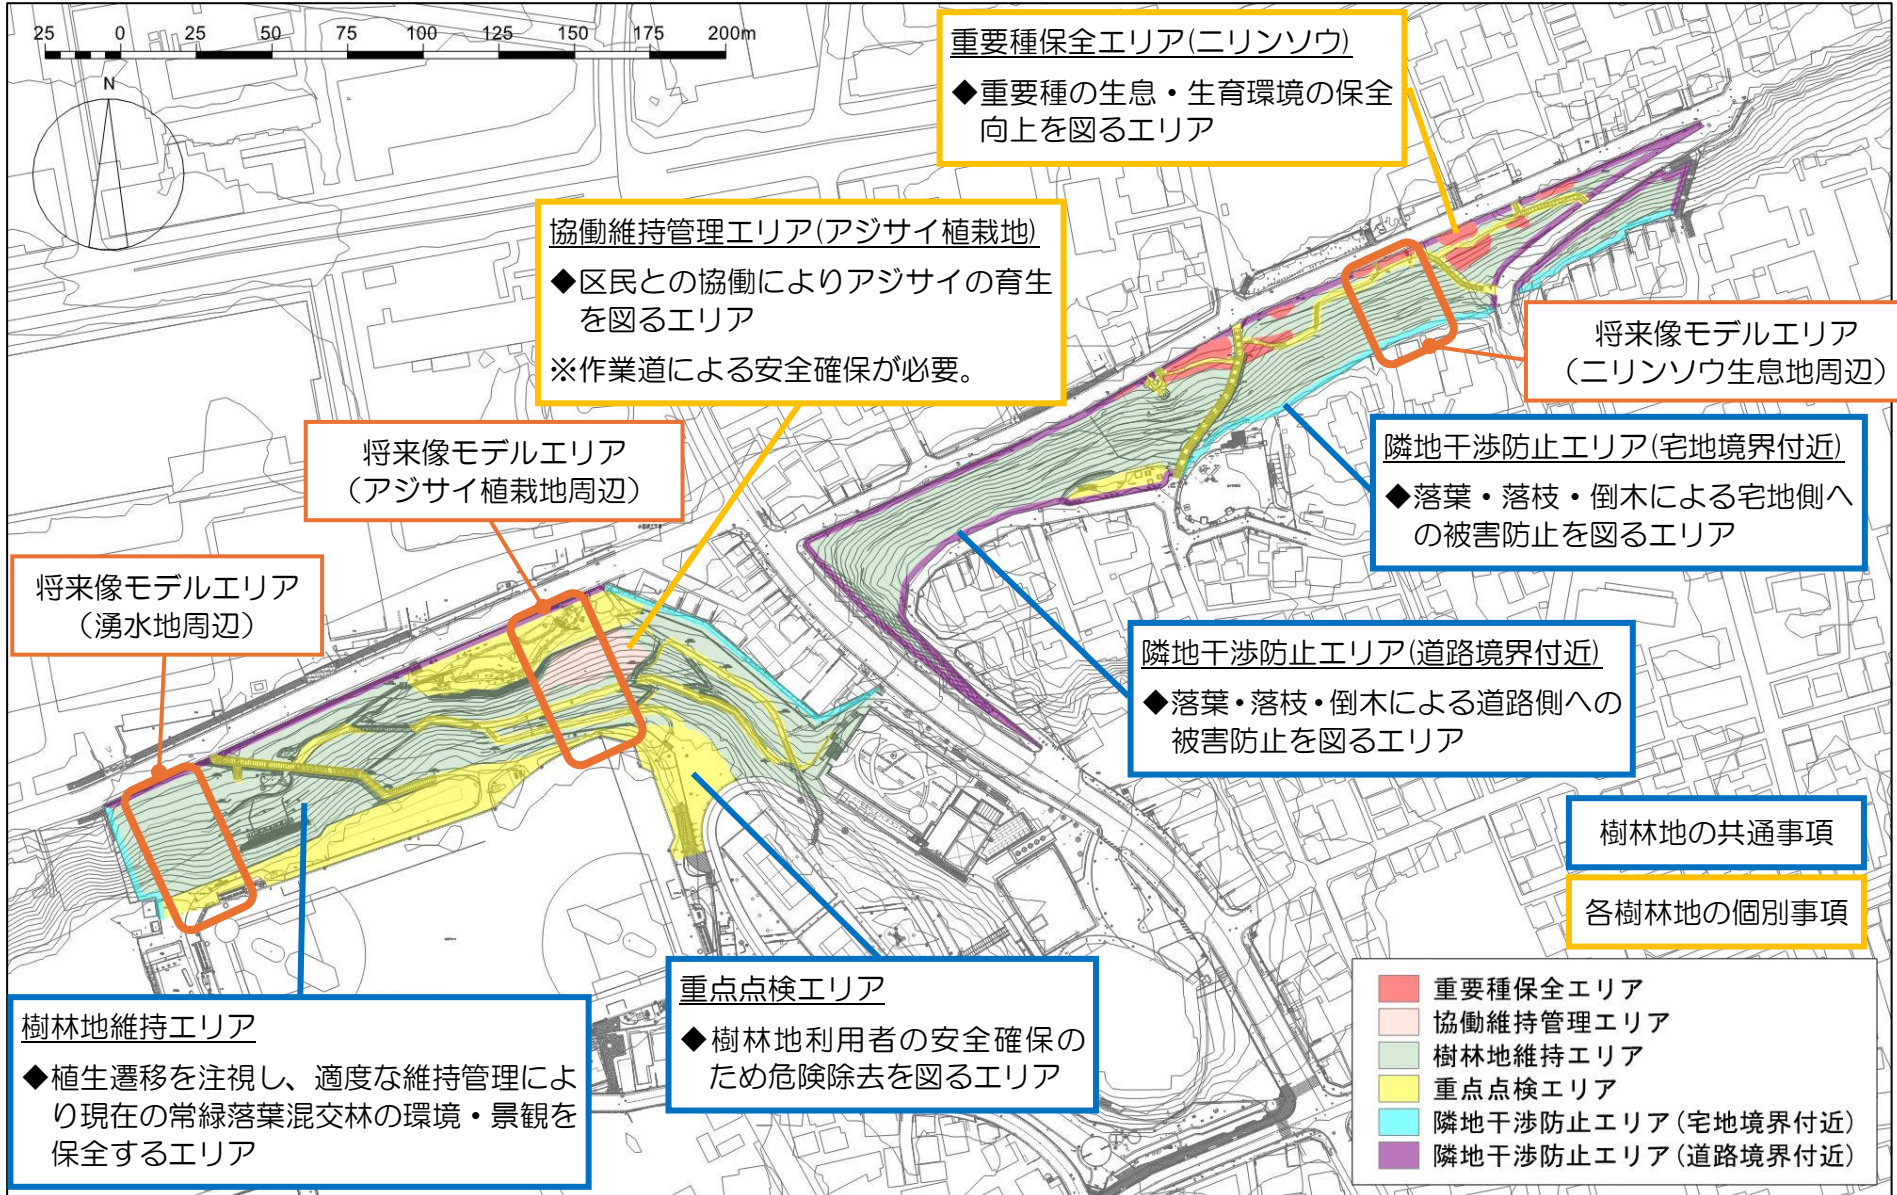 25 0 25 50 75 100 125 150 175 200m
N
重要種保全エリア(ニリンソウ)
◆重要種の生息・生育環境の保全
向上を図るエリア
協働維持管理エリア(アジサイ植栽地)
◆区民との協働によりアジサイの育生
を図るエリア
※作業道による安全確保が必要。
将来像モデルエリア
（ニリンソウ生息地周辺）
将来像モデルエリア
（アジサイ植栽地周辺）
隣地干渉防止エリア(宅地境界付近)
◆落葉・落枝・倒木による宅地側へ
の被害防止を図るエリア
将来像モデルエリア
（湧水地周辺）
隣地干渉防止エリア(道路境界付近)
◆落葉・落枝・倒木による道路側への
被害防止を図るエリア
樹林地の共通事項
各樹林地の個別事項
重点点検エリア
◆樹林地利用者の安全確保の
ため危険除去を図るエリア
樹林地維持エリア
◆植生遷移を注視し、適度な維持管理によ
り現在の常緑落葉混交林の環境・景観を
保全するエリア
重要種保全エリア
協働維持管理エリア
樹林地維持エリア
重点点検エリア
隣地干渉防止エリア(宅地境界付近)
隣地干渉防止エリア(道路境界付近)